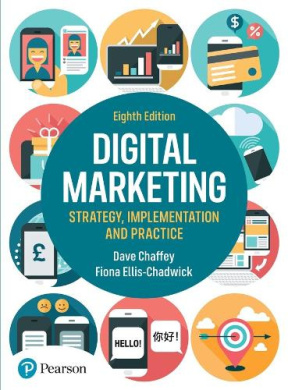 $
%
Eighth Edition
DIGITAL
MARKETING
STRATEGY, IMPLEMENTATION
AND PRACTICE
Dave Chaffey
Fiona Ellis-Chadwick
£
HELLO!
你好!
Pearson